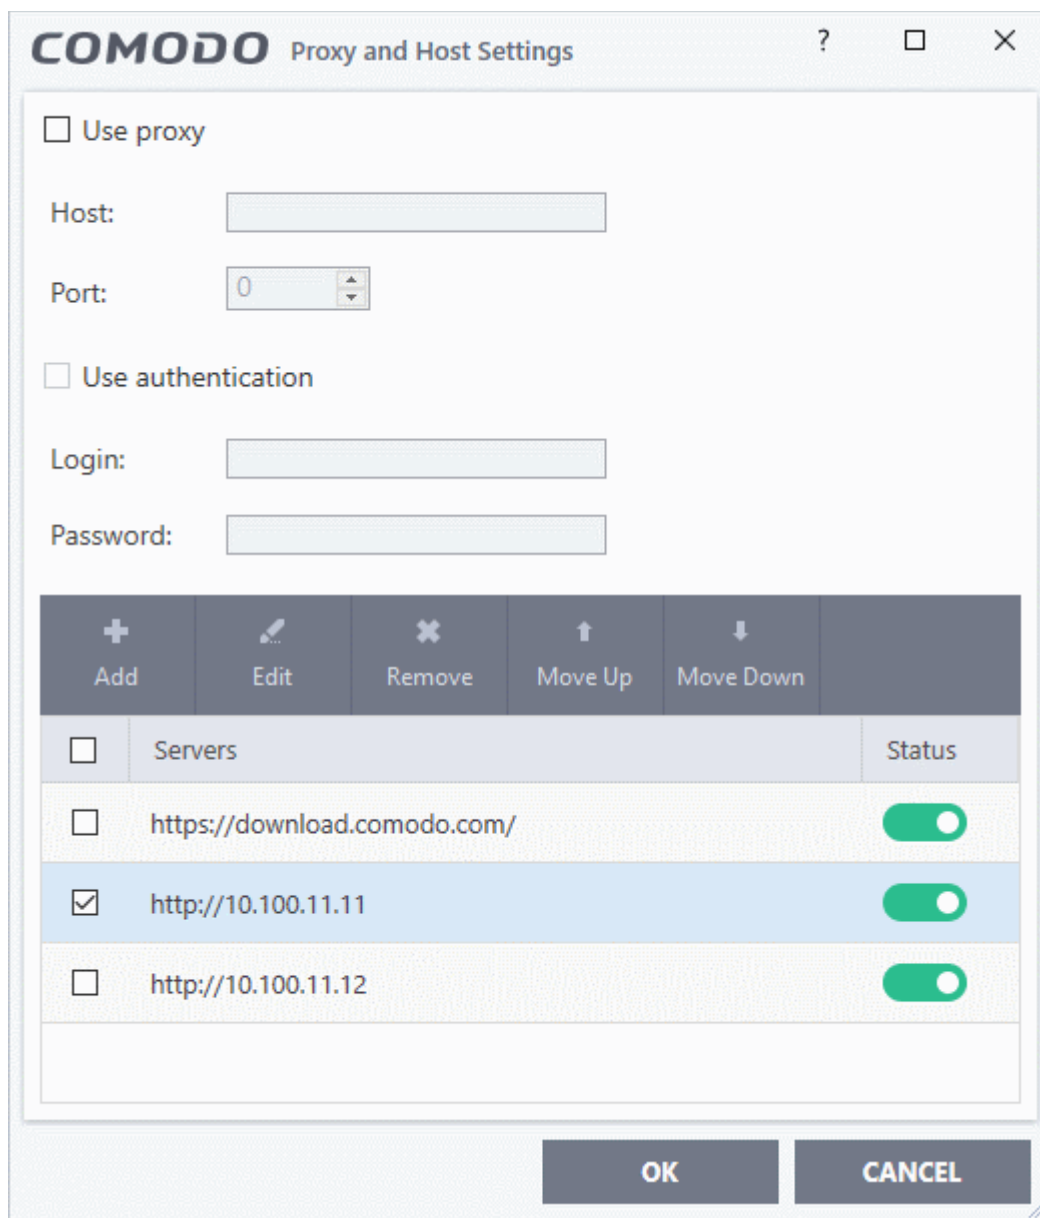 COMODO Proxy and Host Settings ?
Use proxy
Host:
Port: 0
Use authentication
Login:
Password:
Add Edit Remove Move Up Move Down
Servers Status
https://download.comodo.com/
http://10.100.11.11
http://10.100.11.12
OK CANCEL